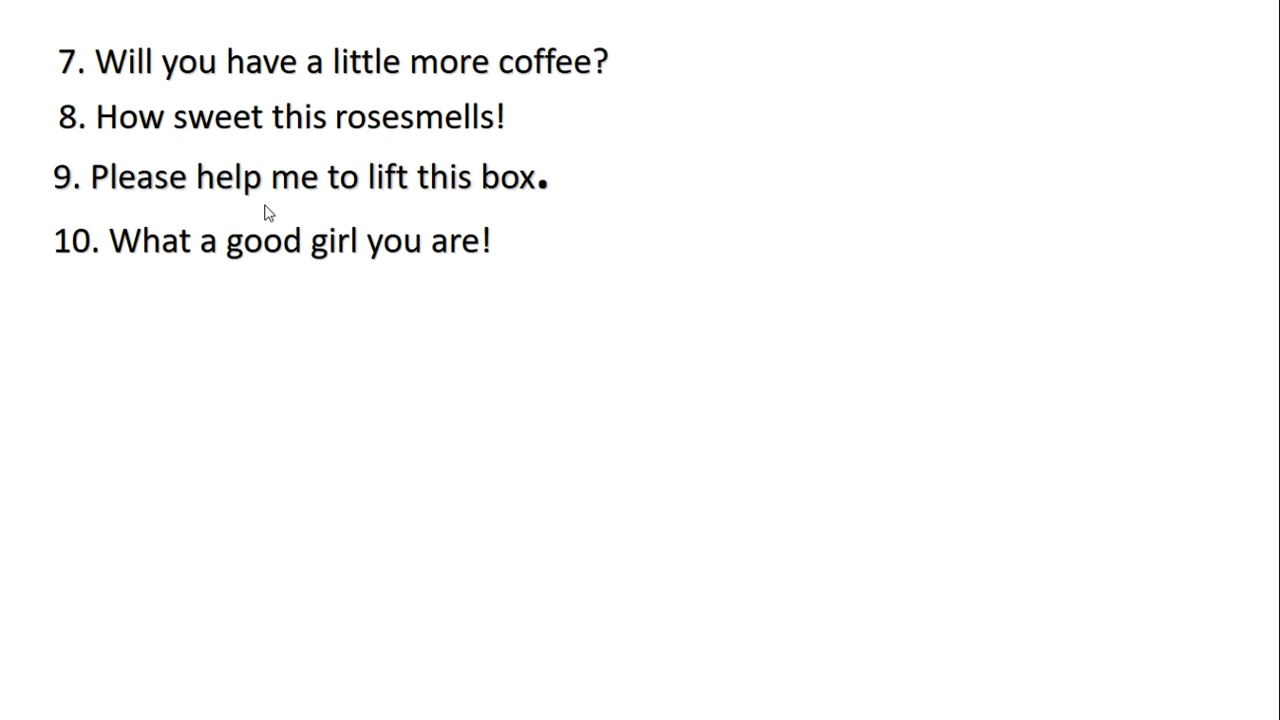 7. Will you have a little more coffee?
8. How sweet this rosesmells!
9. Please help me to lift this box.
10. What a good girl you are!